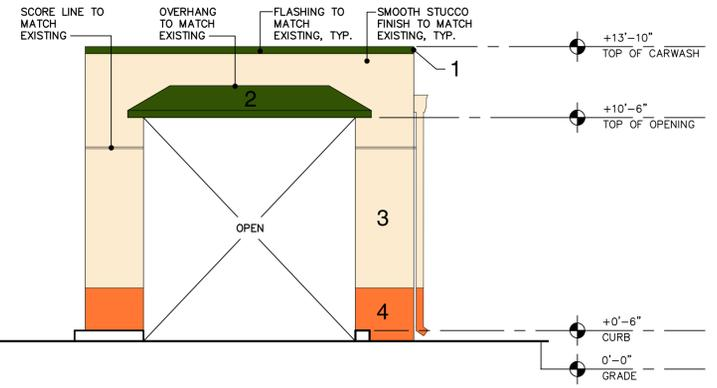 SCORE LINE TO
MATCH
EXISTING
OVERHANG
TO MATCH
EXISTING
FLASHING TO
MATCH
EXISTING, TYP.
SMOOTH STUCCO
FINISH TO MATCH
EXISTING, TYP.
+13'-10"
TOP OF CARWASH
1
2
+10'-6"
TOP OF OPENING
3
OPEN
4
+0'-6"
CURB
0'-0"
GRADE